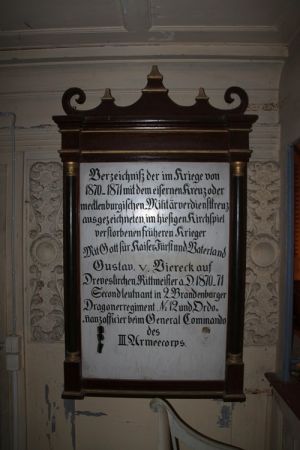 Verzeichniß der im Kriege von
1870-1871 mit dem eisernen Kreuz oder
mecklenburgischen Militärverdienstkreuz
ausgezeichneten, im hiesigen Kirchspiel
verstorbenen früheren Krieger
Mit Gott für Kaiser Fürst und Vaterland
Gustav v. Viereck auf
Dreveskirchen, Rittmeister a. D. 1870. 71
Secondleutnant in 2. Brandenburger
Dragonerregiment № 12 und Ordo-
nanzofficier beim General Commando
des
III Armeecorps.